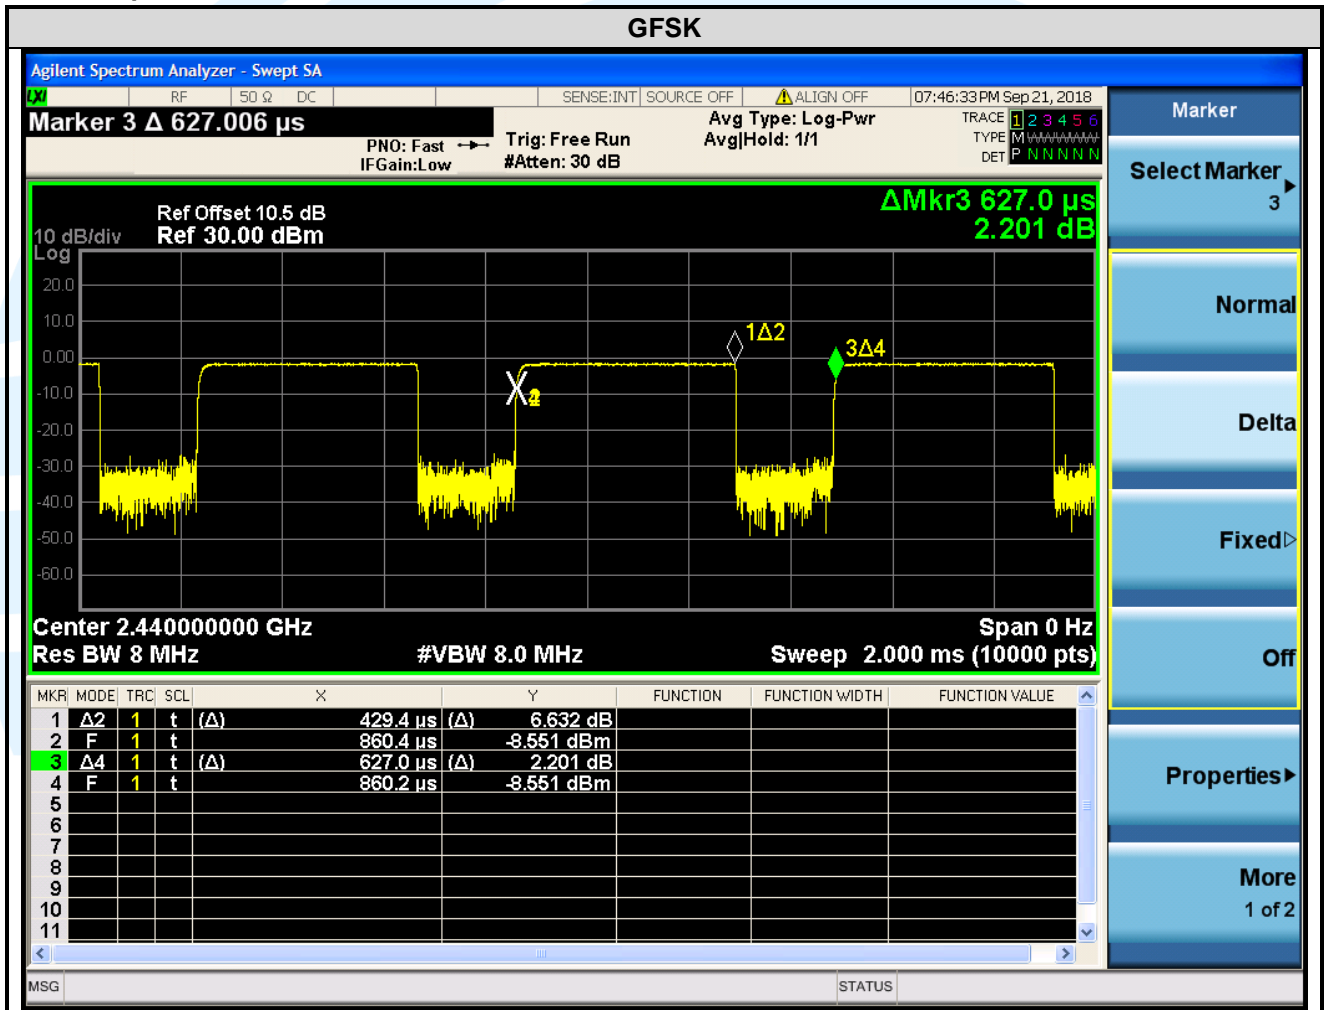 GFSK
Agilent Spectrum Analyzer - Swept SA
LXI RF 50 Ω DC SENSE:INT SOURCE OFF ALIGN OFF 07:46:33 PM Sep 21, 2018
Marker 3 Δ 627.006 µs
PNO: Fast
IFGain:Low
Trig: Free Run
#Atten: 30 dB
Avg Type: Log-Pwr
Avg|Hold: 1/1
TRACE 1 2 3 4 5 6
TYPE M
DET P N N N N N
Ref Offset 10.5 dB
Ref 30.00 dBm
ΔMkr3 627.0 µs
2.201 dB
10 dB/div
Log
20.0
10.0
0.00
-10.0
-20.0
-30.0
-40.0
-50.0
-60.0
1Δ2
3Δ4
Center 2.440000000 GHz
Span 0 Hz
Res BW 8 MHz
#VBW 8.0 MHz
Sweep 2.000 ms (10000 pts)
MKR MODE TRC SCL X Y FUNCTION FUNCTION WIDTH FUNCTION VALUE
1 Δ2 1 t (Δ) 429.4 µs (Δ) 6.632 dB
2 F 1 t 860.4 µs -8.551 dBm
3 Δ4 1 t (Δ) 627.0 µs (Δ) 2.201 dB
4 F 1 t 860.2 µs -8.551 dBm
5
6
7
8
9
10
11
MSG
STATUS
Marker
Select Marker
3
Normal
Delta
Fixed
Off
Properties
More
1 of 2